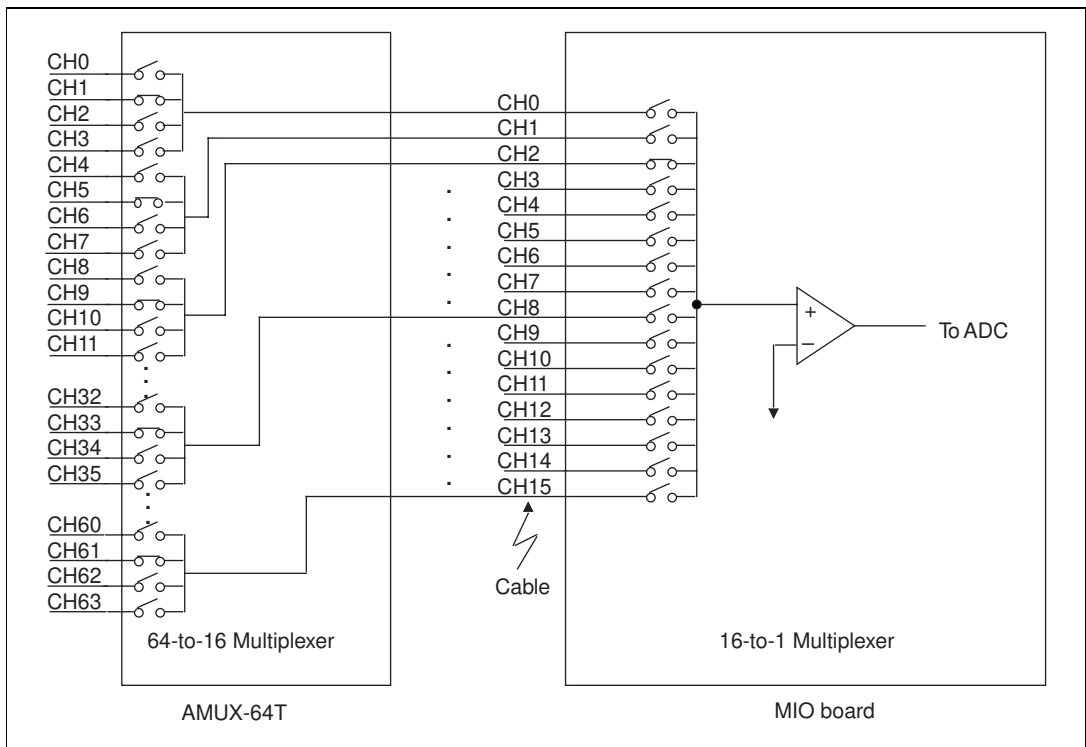 CH0
CH1
CH2
CH3
CH4
CH5
CH6
CH7
CH8
CH9
CH10
CH11
CH32
CH33
CH34
CH35
CH60
CH61
CH62
CH63
64-to-16 Multiplexer
AMUX-64T
CH0
CH1
CH2
CH3
CH4
CH5
CH6
CH7
CH8
CH9
CH10
CH11
CH12
CH13
CH14
CH15
Cable
+
−
To ADC
16-to-1 Multiplexer
MIO board